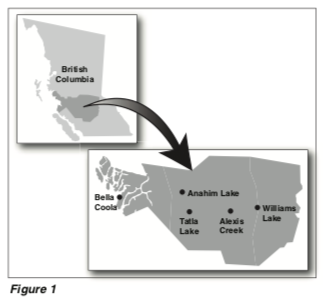 British
Columbia
Bella
Coola
Anahim Lake
Tatla
Lake
Alexis
Creek
Williams
Lake
Figure 1